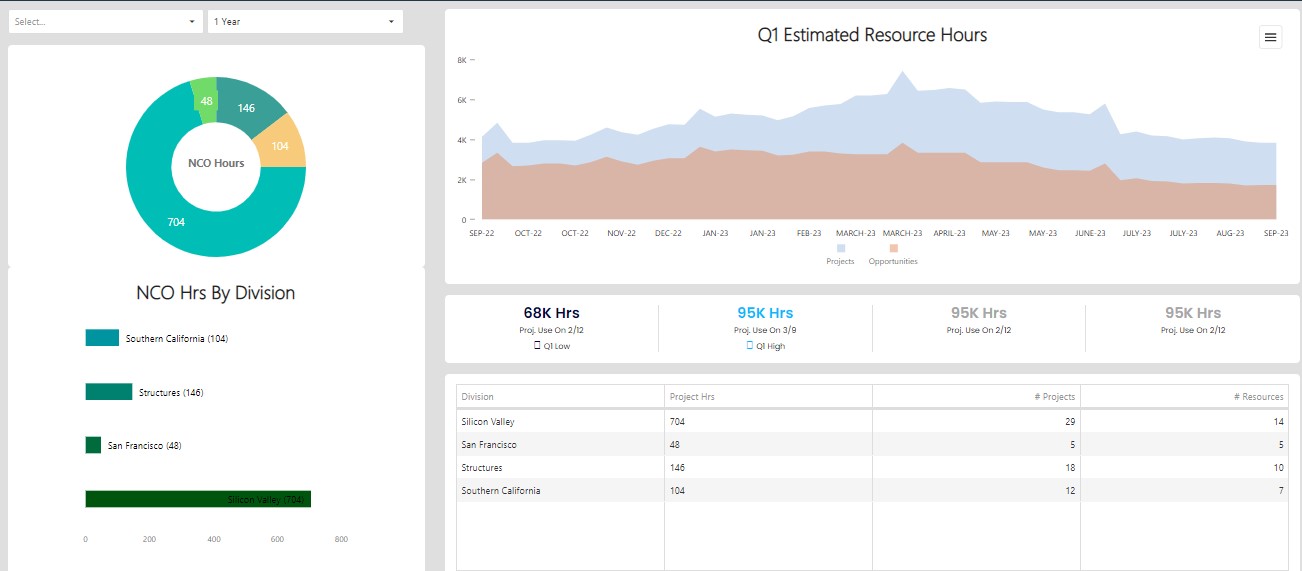 Select...
1 Year
48
146
104
NCO Hours
704
NCO Hrs By Division
Southern California (104)
Structures (146)
San Francisco (48)
Silicon Valley (704)
0 200 400 600 800
Q1 Estimated Resource Hours
8K
6K
4K
2K
0
SEP-22 OCT-22 OCT-22 NOV-22 DEC-22 JAN-23 JAN-23 FEB-23 MARCH-23 MARCH-23 APRIL-23 MAY-23 MAY-23 JUNE-23 JULY-23 JULY-23 AUG-23 SEP-23
Projects Opportunities
68K Hrs
Proj. Use On 2/12
Q1 Low
95K Hrs
Proj. Use On 3/9
Q1 High
95K Hrs
Proj. Use On 2/12
95K Hrs
Proj. Use On 2/12
Division Project Hrs # Projects # Resources
Silicon Valley 704 29 14
San Francisco 48 5 5
Structures 146 18 10
Southern California 104 12 7